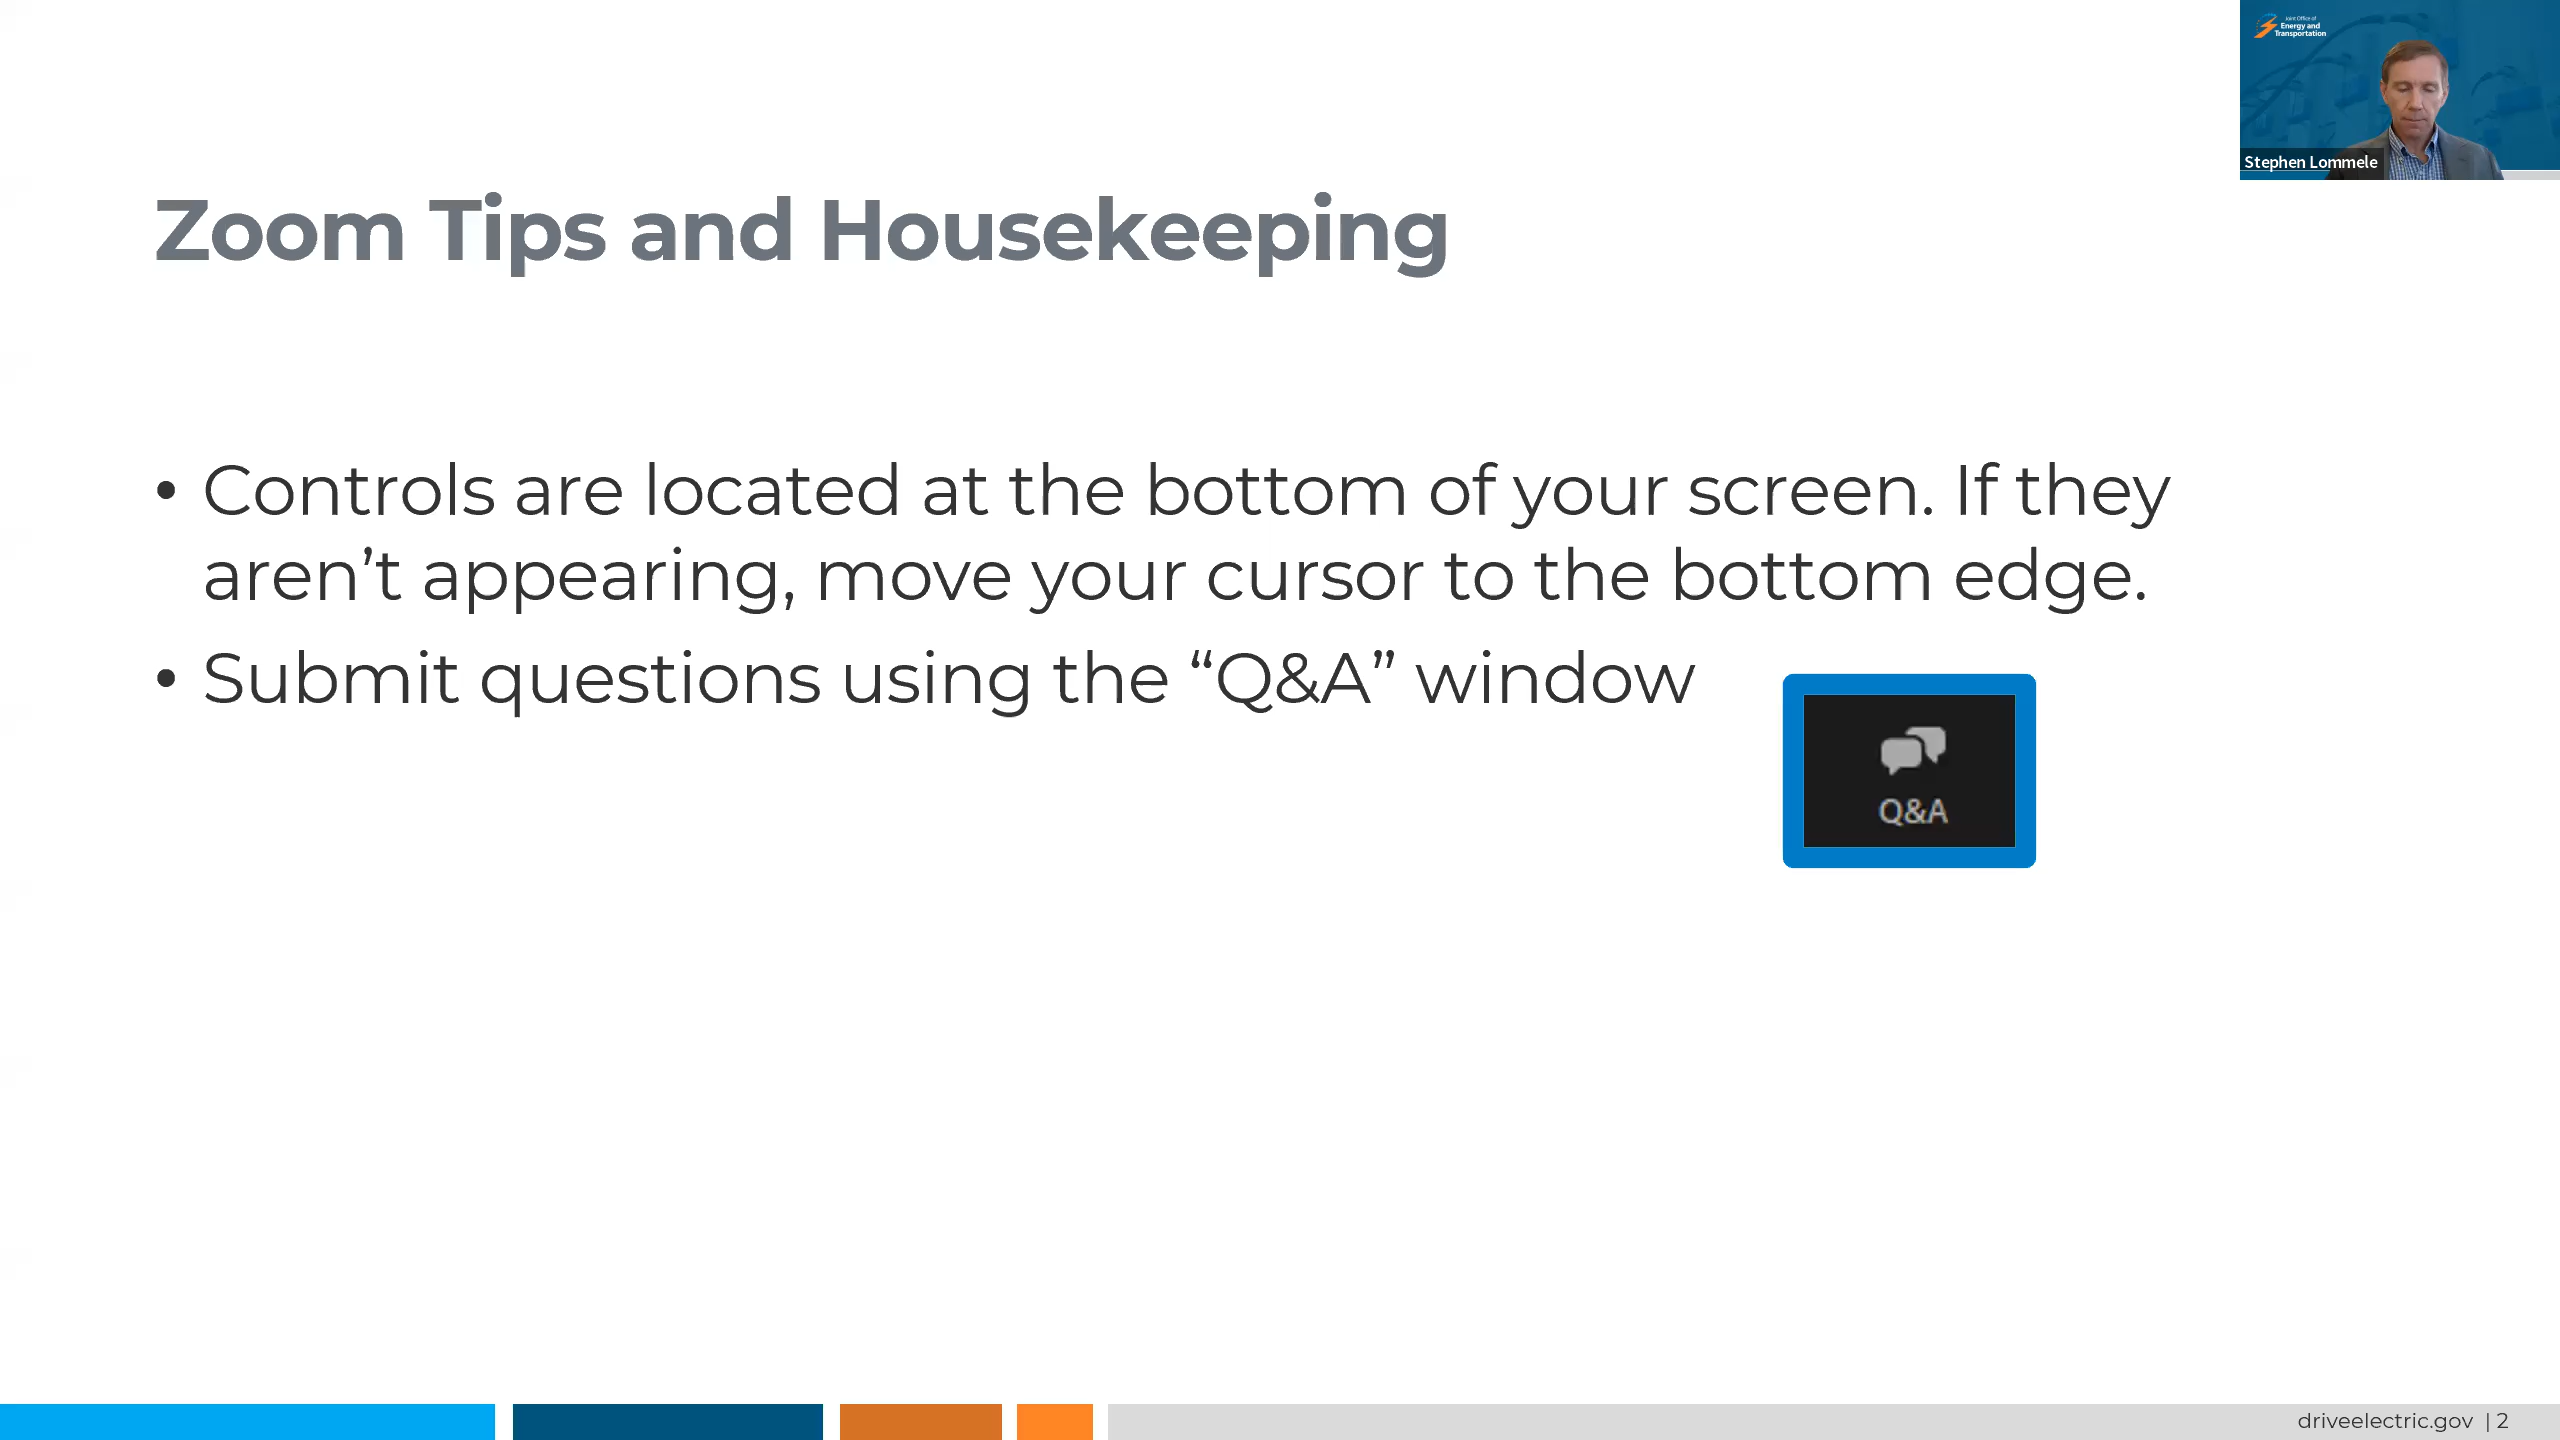 Joint Office of
Energy and
Transportation
Stephen Lommele
Zoom Tips and Housekeeping
• Controls are located at the bottom of your screen. If they
aren’t appearing, move your cursor to the bottom edge.
• Submit questions using the “Q&A” window
Q&A
driveelectric.gov | 2